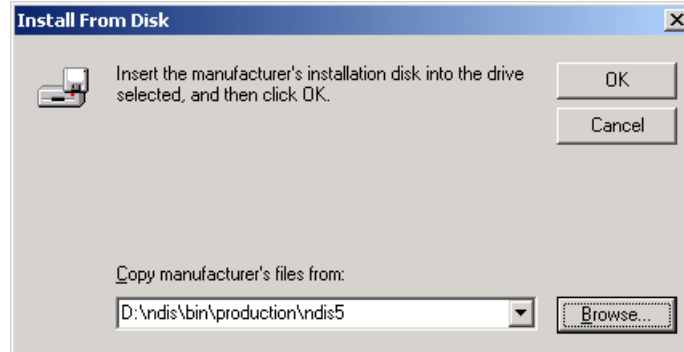 Install From Disk
Insert the manufacturer's installation disk into the drive
selected, and then click OK.
OK
Cancel
Copy manufacturer's files from:
D:\ndis\bin\production\ndis5
Browse...